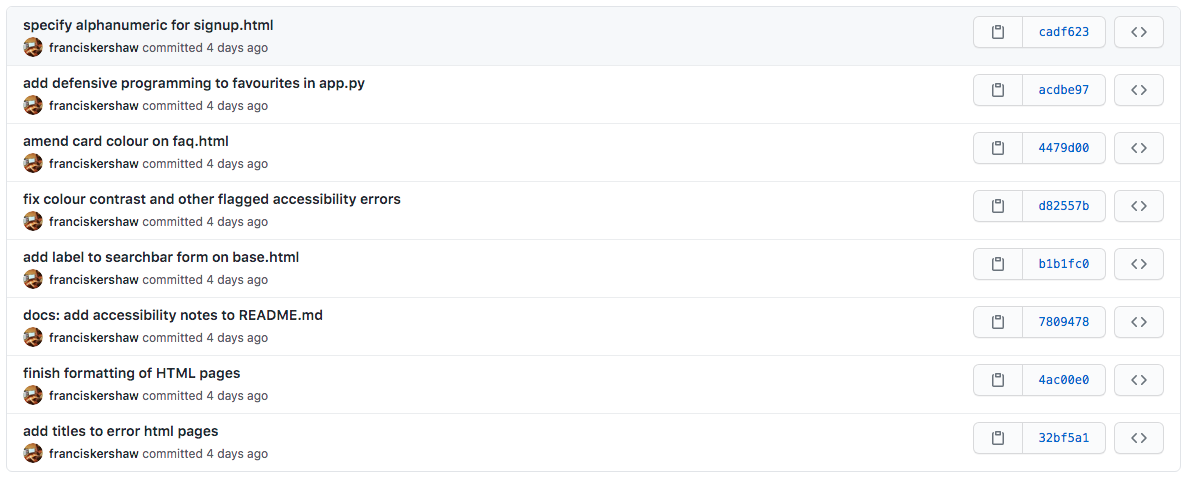 specify alphanumeric for signup.html
franciskershaw committed 4 days ago
cadf623
add defensive programming to favourites in app.py
franciskershaw committed 4 days ago
acdbe97
amend card colour on faq.html
franciskershaw committed 4 days ago
4479d00
fix colour contrast and other flagged accessibility errors
franciskershaw committed 4 days ago
d82557b
add label to searchbar form on base.html
franciskershaw committed 4 days ago
b1b1fc0
docs: add accessibility notes to README.md
franciskershaw committed 4 days ago
7809478
finish formatting of HTML pages
franciskershaw committed 4 days ago
4ac00e0
add titles to error html pages
franciskershaw committed 4 days ago
32bf5a1